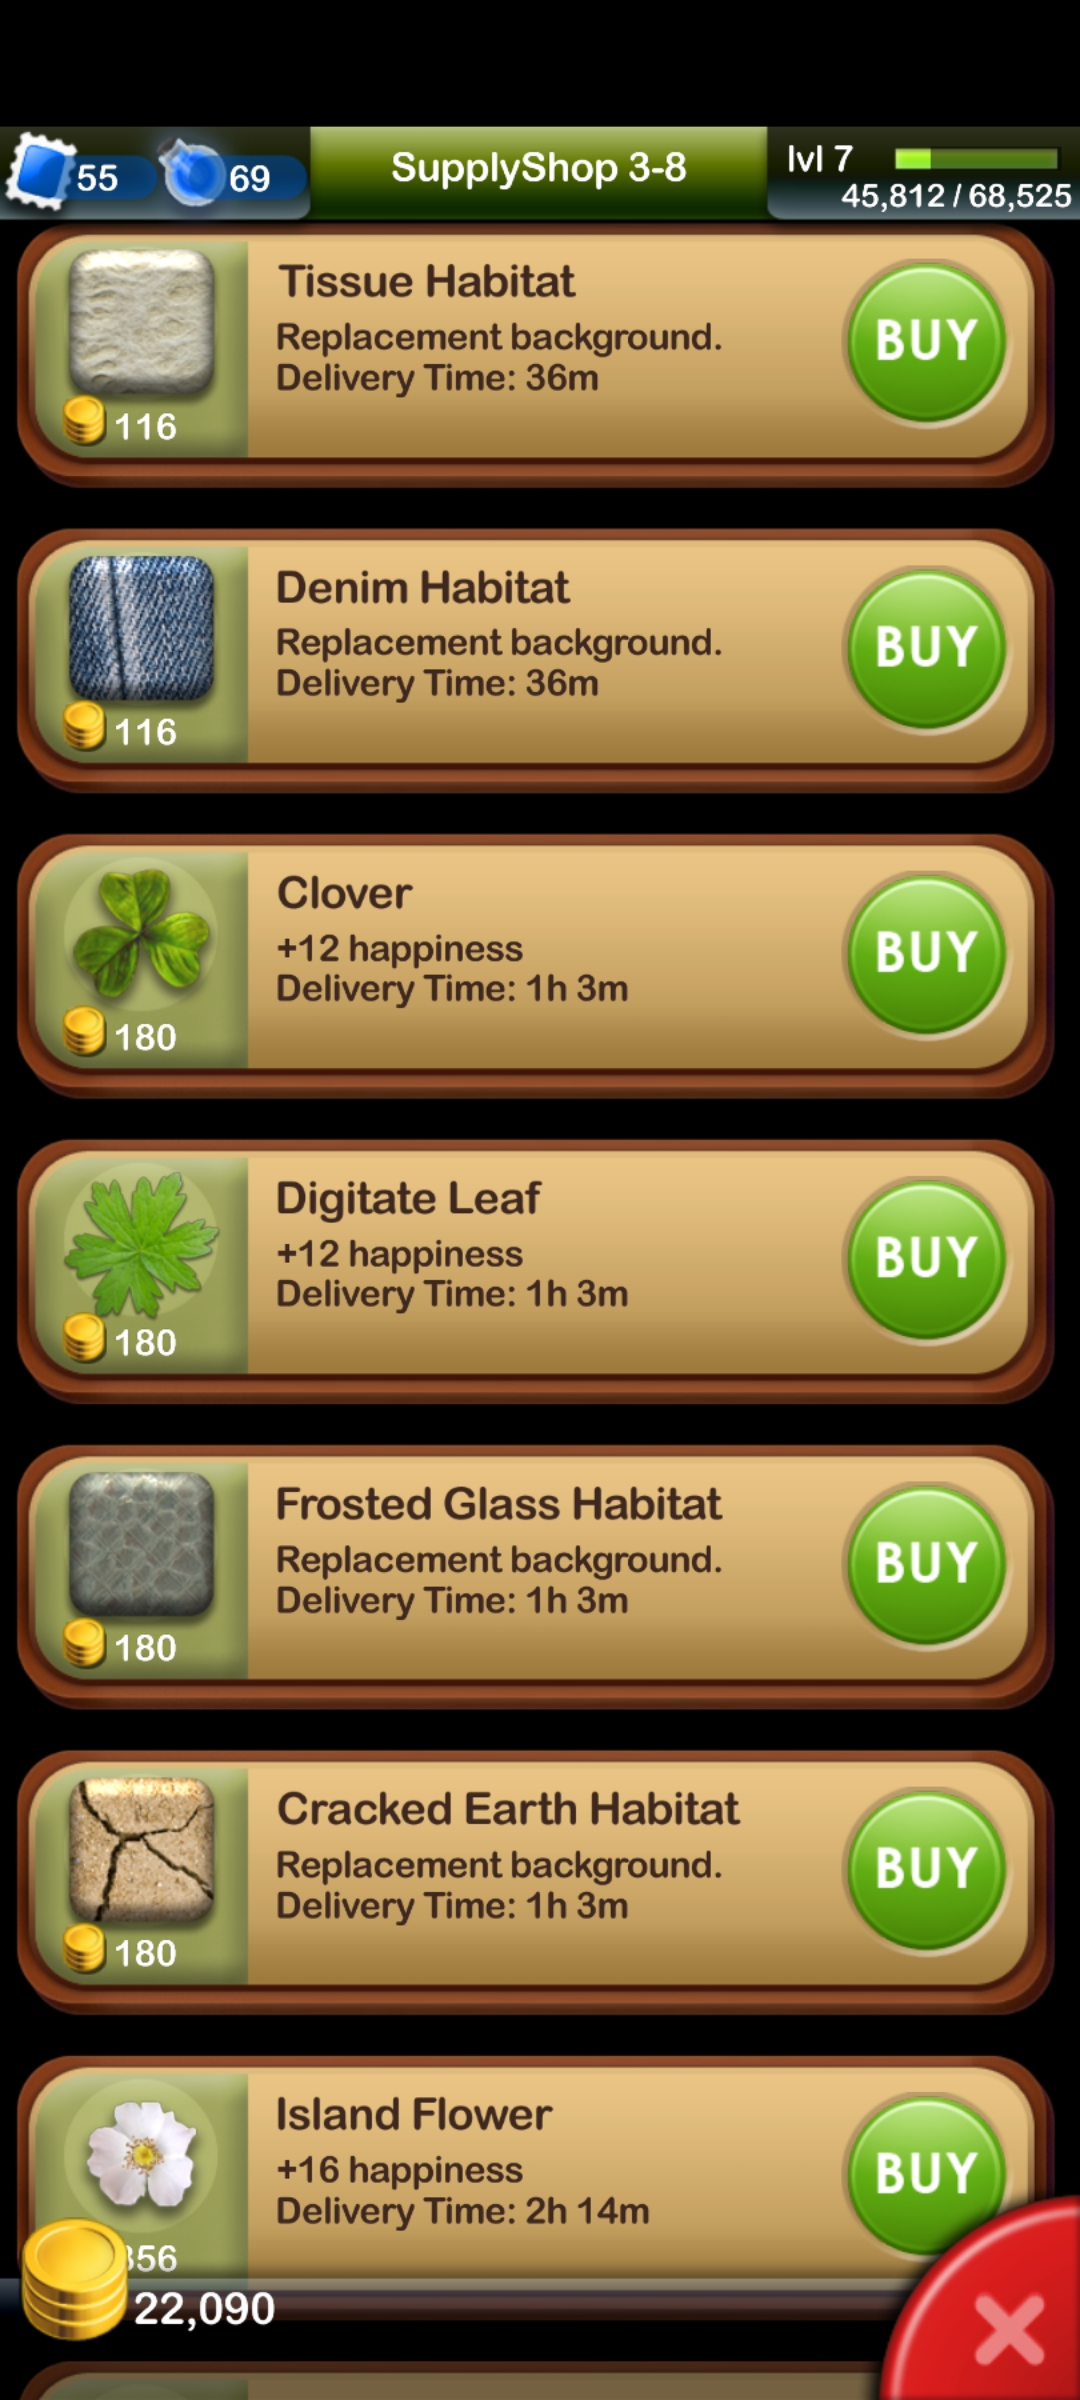 55
69
SupplyShop 3-8
lvl 7
45,812 / 68,525
Tissue Habitat
Replacement background.
Delivery Time: 36m
116
BUY
Denim Habitat
Replacement background.
Delivery Time: 36m
116
BUY
Clover
+12 happiness
Delivery Time: 1h 3m
180
BUY
Digitate Leaf
+12 happiness
Delivery Time: 1h 3m
180
BUY
Frosted Glass Habitat
Replacement background.
Delivery Time: 1h 3m
180
BUY
Cracked Earth Habitat
Replacement background.
Delivery Time: 1h 3m
180
BUY
Island Flower
+16 happiness
Delivery Time: 2h 14m
BUY
22,090